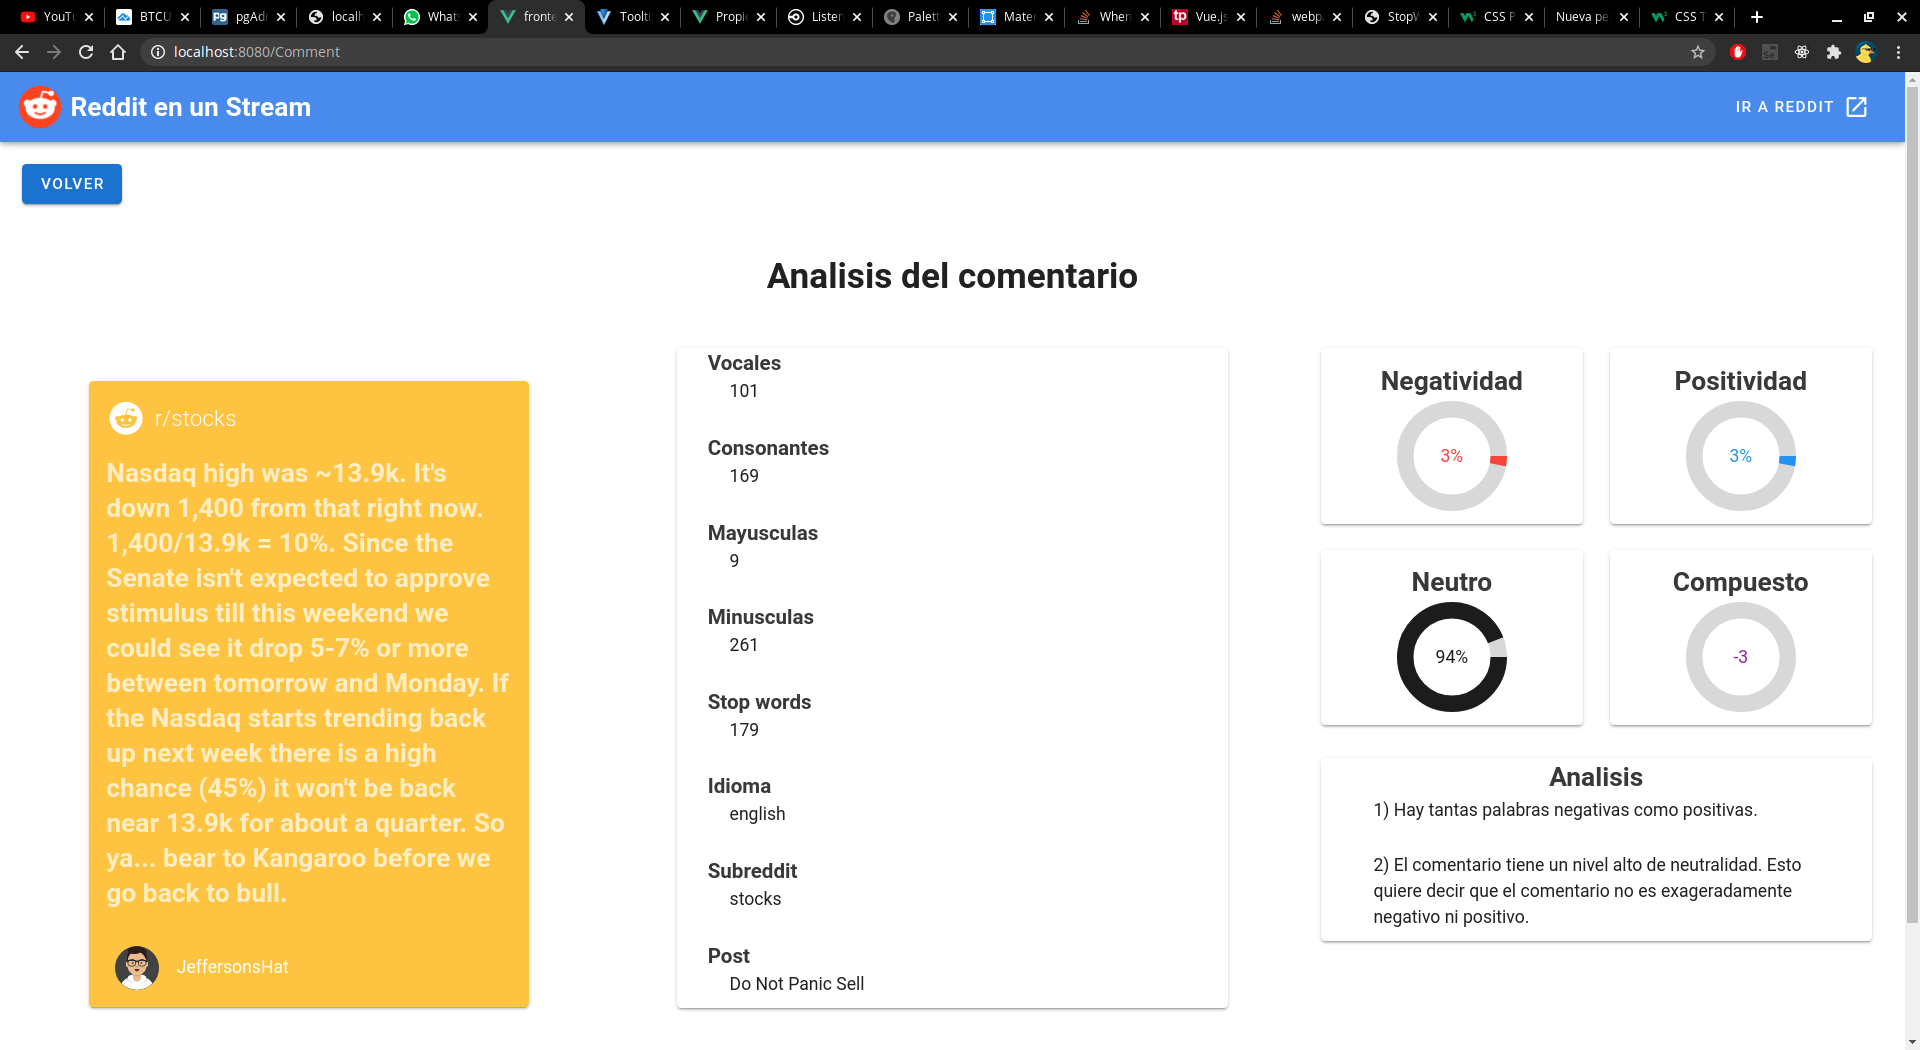 YouTu
BTCU
pgAd
localh
Whats
fronte
Toolti
Propie
Listen
Palett
Mater
When
Vue.js
webpa
StopW
CSS P
Nueva pe
CSS T
localhost:8080/Comment
Reddit en un Stream
IR A REDDIT
VOLVER
Analisis del comentario
r/stocks
Nasdaq high was ~13.9k. It's
down 1,400 from that right now.
1,400/13.9k = 10%. Since the
Senate isn't expected to approve
stimulus till this weekend we
could see it drop 5-7% or more
between tomorrow and Monday. If
the Nasdaq starts trending back
up next week there is a high
chance (45%) it won't be back
near 13.9k for about a quarter. So
ya... bear to Kangaroo before we
go back to bull.
JeffersonsHat
Vocales
101
Consonantes
169
Mayusculas
9
Minusculas
261
Stop words
179
Idioma
english
Subreddit
stocks
Post
Do Not Panic Sell
Negatividad
3%
Positividad
3%
Neutro
94%
Compuesto
-3
Analisis
1) Hay tantas palabras negativas como positivas.
2) El comentario tiene un nivel alto de neutralidad. Esto
quiere decir que el comentario no es exageradamente
negativo ni positivo.